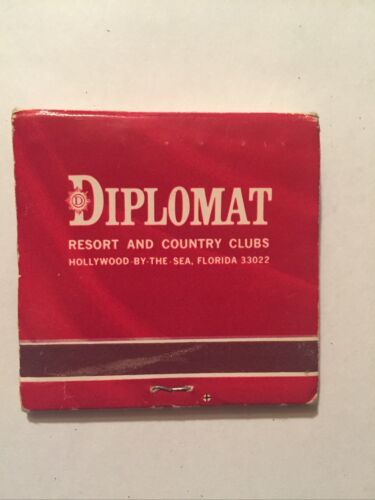 DIPLOMAT
RESORT AND COUNTRY CLUBS
HOLLYWOOD-BY-THE-SEA, FLORIDA 33022